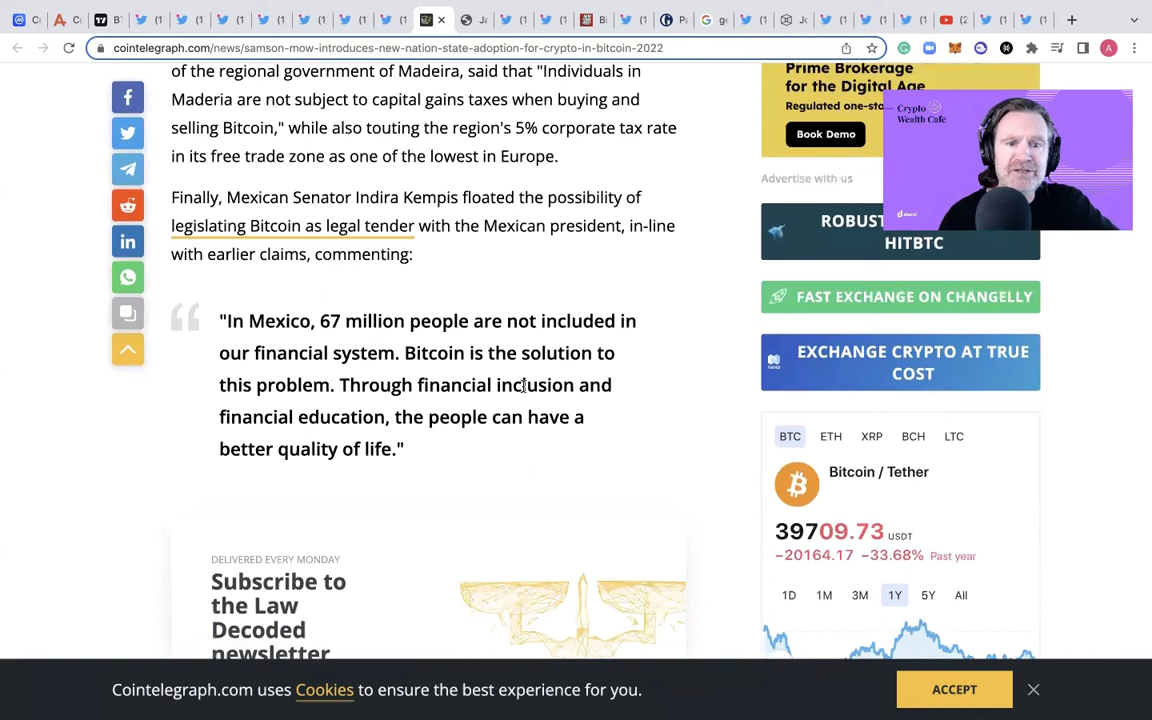 cointelegraph.com/news/samson-mow-introduces-new-nation-state-adoption-for-crypto-in-bitcoin-2022
of the regional government of Madeira, said that "Individuals in
Maderia are not subject to capital gains taxes when buying and
selling Bitcoin," while also touting the region's 5% corporate tax rate
in its free trade zone as one of the lowest in Europe.
Finally, Mexican Senator Indira Kempis floated the possibility of
legislating Bitcoin as legal tender with the Mexican president, in-line
with earlier claims, commenting:
"In Mexico, 67 million people are not included in
our financial system. Bitcoin is the solution to
this problem. Through financial inclusion and
financial education, the people can have a
better quality of life."
DELIVERED EVERY MONDAY
Subscribe to
the Law
Decoded
newsletter
Prime Brokerage
for the Digital Age
Regulated one-sto
Book Demo
Advertise with us
Crypto
Wealth Cafe
ROBUST
HITBTC
FAST EXCHANGE ON CHANGELLY
EXCHANGE CRYPTO AT TRUE
COST
BTC ETH XRP BCH LTC
Bitcoin / Tether
39709.73 USDT
−20164.17 −33.68% Past year
1D 1M 3M 1Y 5Y All
Cointelegraph.com uses Cookies to ensure the best experience for you.
ACCEPT